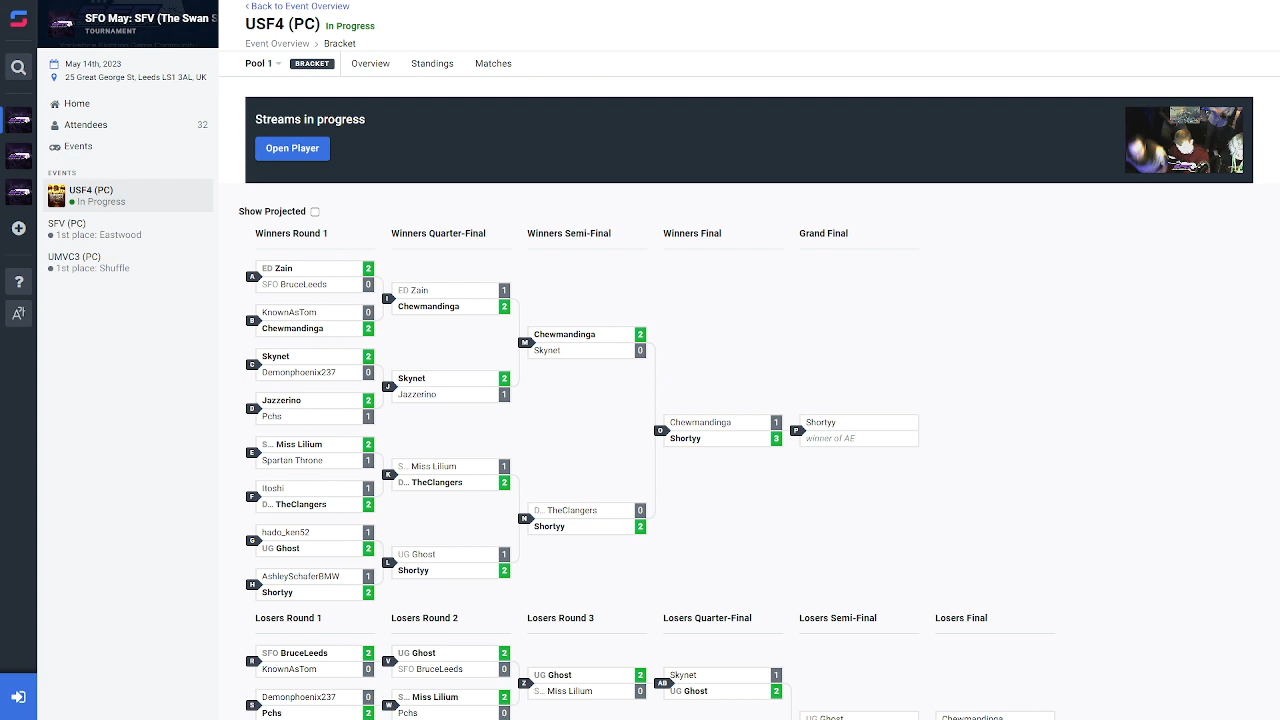 SFO May: SFV (The Swan S
TOURNAMENT
May 14th, 2023
25 Great George St, Leeds LS1 3AL, UK
Home
Attendees 32
Events
EVENTS
USF4 (PC)
In Progress
SFV (PC)
1st place: Eastwood
UMVC3 (PC)
1st place: Shuffle
?
‹ Back to Event Overview
USF4 (PC) In Progress
Event Overview > Bracket
Pool 1 BRACKET Overview Standings Matches
Streams in progress
Open Player
Show Projected
Winners Round 1 Winners Quarter-Final Winners Semi-Final Winners Final Grand Final
A
ED Zain 2
SFO BruceLeeds 0
B
KnownAsTom 0
Chewmandinga 2
C
Skynet 2
Demonphoenix237 0
D
Jazzerino 2
Pchs 1
E
S... Miss Lilium 2
Spartan Throne 1
F
Itoshi 1
D... TheClangers 2
G
hado_ken52 1
UG Ghost 2
H
AshleySchaferBMW 1
Shortyy 2
I
ED Zain 1
Chewmandinga 2
J
Skynet 2
Jazzerino 1
K
S... Miss Lilium 1
D... TheClangers 2
L
UG Ghost 1
Shortyy 2
M
Chewmandinga 2
Skynet 0
N
D... TheClangers 0
Shortyy 2
O
Chewmandinga 1
Shortyy 3
P
Shortyy
winner of AE
Losers Round 1 Losers Round 2 Losers Round 3 Losers Quarter-Final Losers Semi-Final Losers Final
R
SFO BruceLeeds 2
KnownAsTom 0
S
Demonphoenix237 0
Pchs 2
V
UG Ghost 2
SFO BruceLeeds 0
W
S... Miss Lilium 2
Pchs 0
Z
UG Ghost 2
S... Miss Lilium 0
AB
Skynet 1
UG Ghost 2
UG Ghost
Chewmandinga